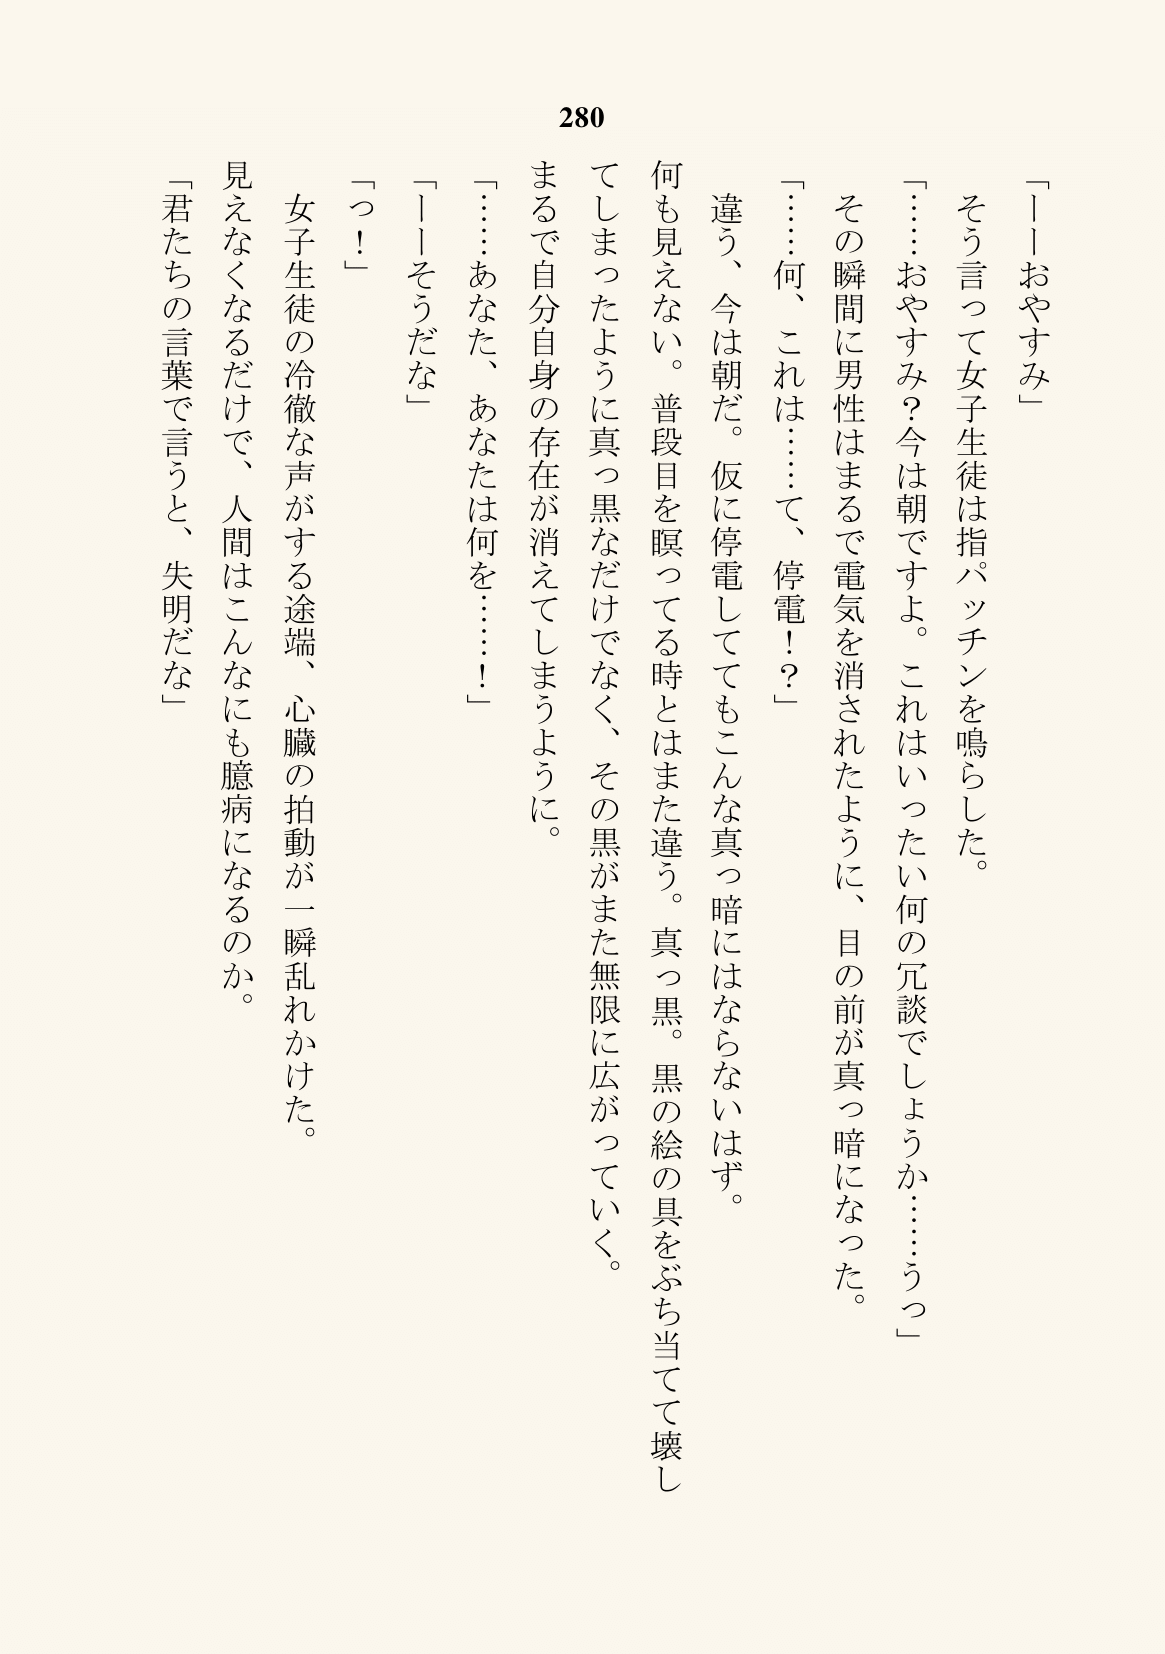 280
「ーーおやすみ」
そう言って女子生徒は指パッチンを鳴らした。
「……おやすみ？今は朝ですよ。これはいったい何の冗談でしょうか……うっ」
その瞬間に男性はまるで電気を消されたように、目の前が真っ暗になった。
「……何、これは……て、停電！？」
違う、今は朝だ。仮に停電しててもこんな真っ暗にはならないはず。
何も見えない。普段目を瞑ってる時とはまた違う。真っ黒。黒の絵の具をぶち当てて壊し
てしまったように真っ黒なだけでなく、その黒がまた無限に広がっていく。
まるで自分自身の存在が消えてしまうように。
「……あなた、あなたは何を……！」
「ーーそうだな」
「っ！」
女子生徒の冷徹な声がする途端、心臓の拍動が一瞬乱れかけた。
見えなくなるだけで、人間はこんなにも臆病になるのか。
「君たちの言葉で言うと、失明だな」